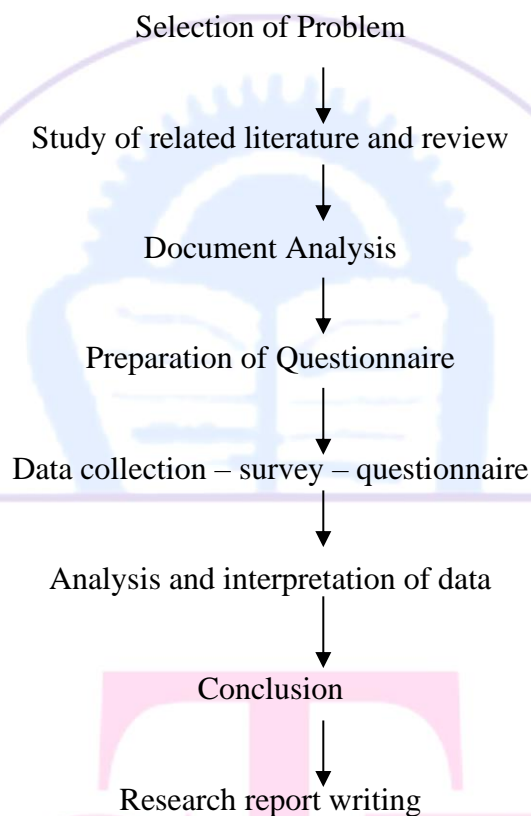 Selection of Problem
Study of related literature and review
Document Analysis
Preparation of Questionnaire
Data collection – survey – questionnaire
Analysis and interpretation of data
Conclusion
Research report writing